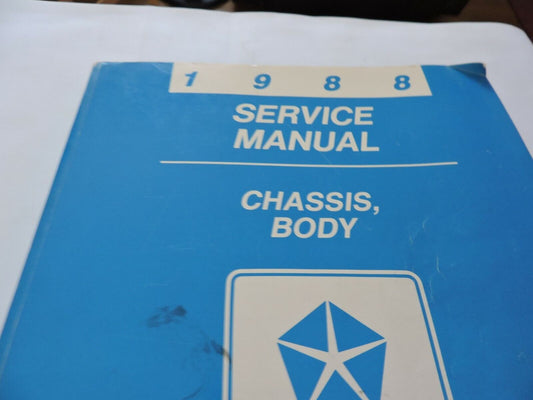 1 9 8 8
SERVICE
MANUAL
CHASSIS,
BODY